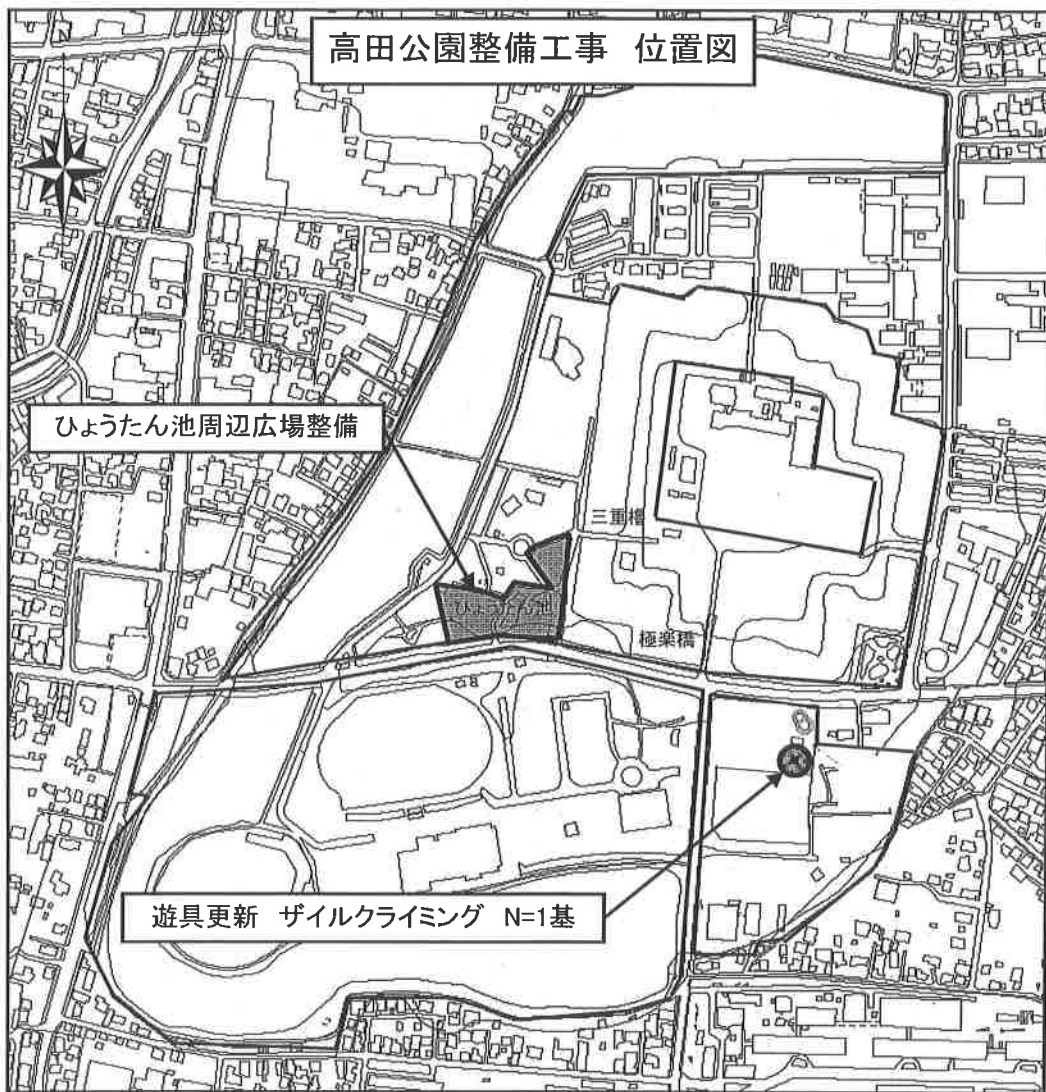 高田公園整備工事 位置図
N
ひょうたん池周辺広場整備
三重櫓
ひょうたん池
極楽橋
遊具更新 ザイルクライミング N=1基